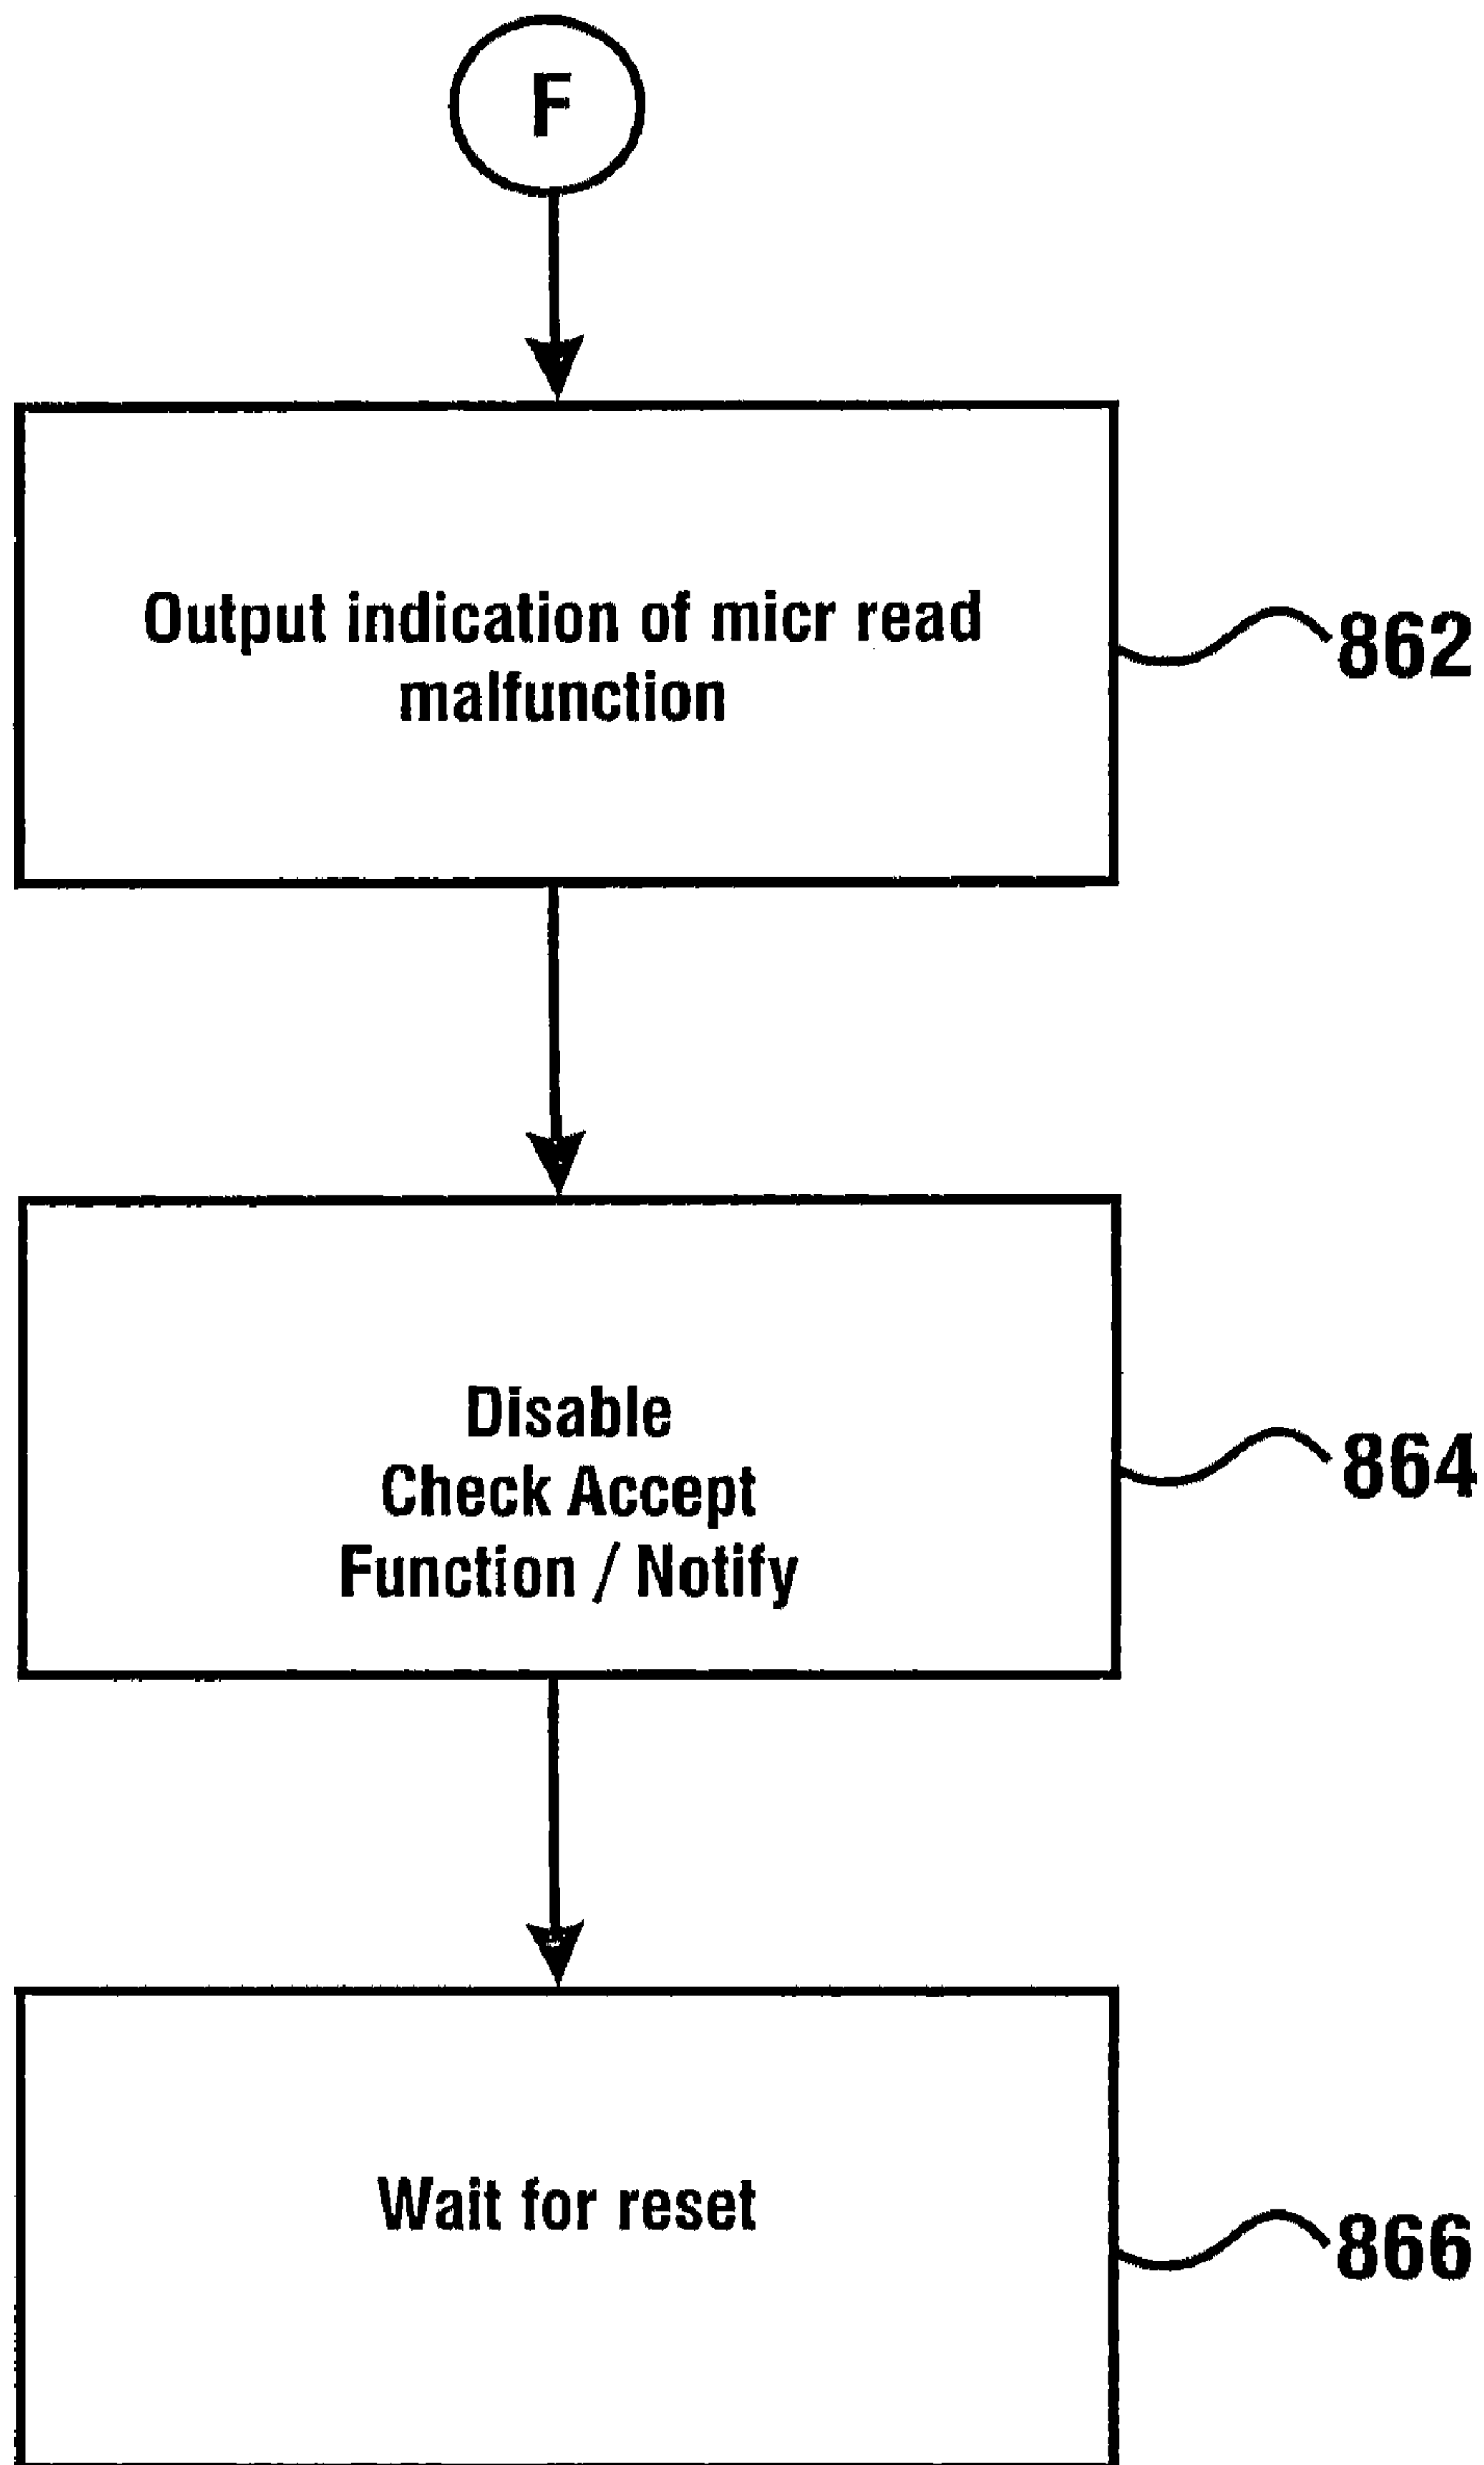 F
Output indication of micr read
malfunction
862
Disable
Check Accept
Function / Notify
864
Wait for reset
866